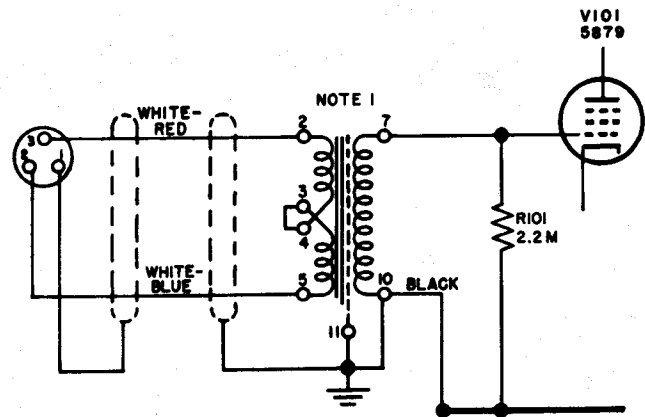 V101
5879
NOTE 1
WHITE-
RED
2
7
3
2
1
3
4
R101
2.2M
WHITE-
BLUE
5
10
BLACK
11